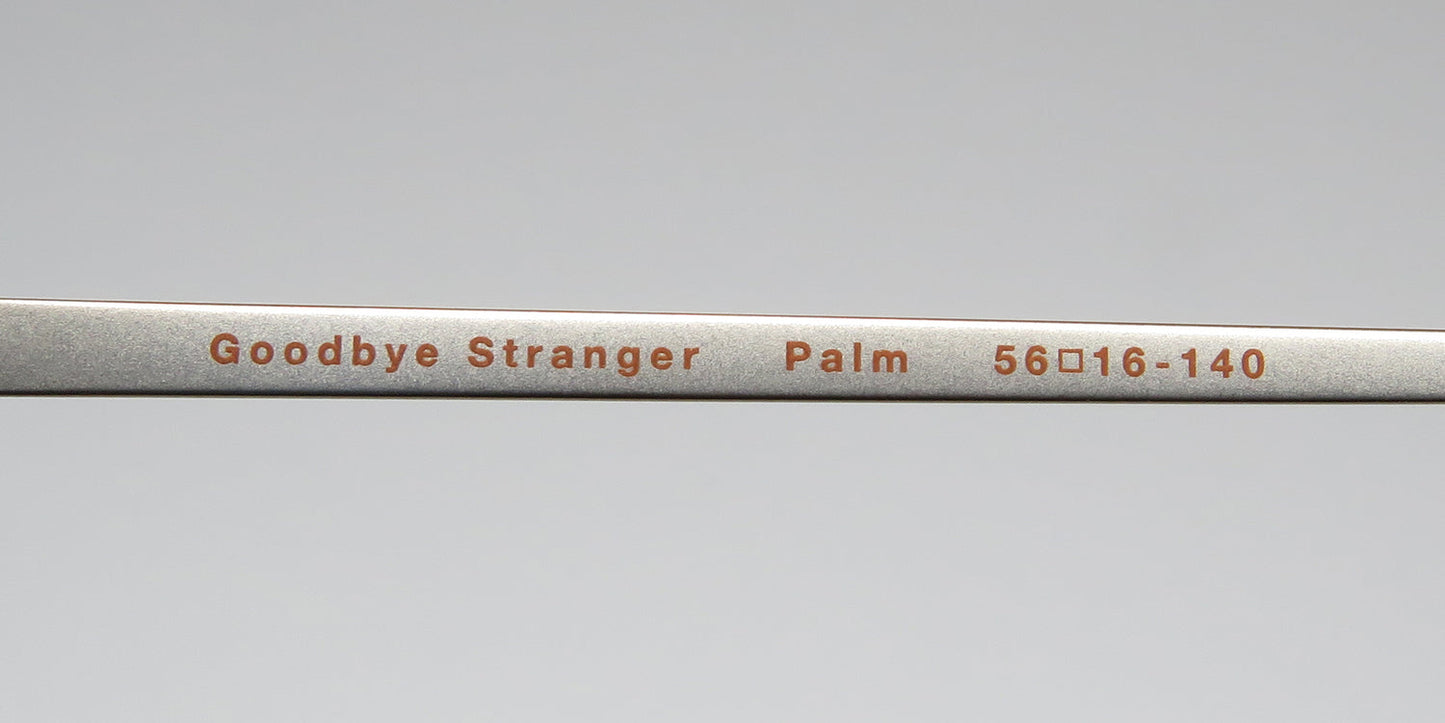 Goodbye Stranger Palm 56□16-140